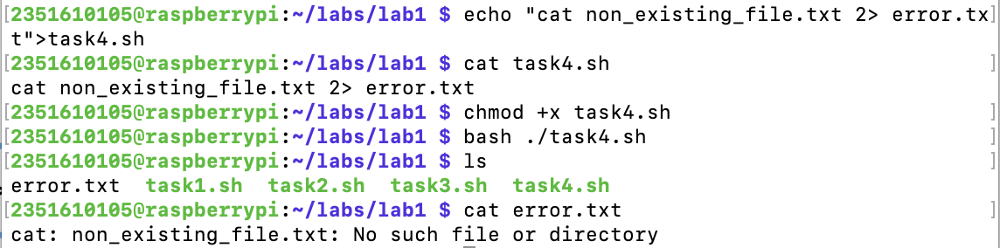 [2351610105@raspberrypi:~/labs/lab1 $ echo "cat non_existing_file.txt 2> error.tx]
t">task4.sh
[2351610105@raspberrypi:~/labs/lab1 $ cat task4.sh ]
cat non_existing_file.txt 2> error.txt
[2351610105@raspberrypi:~/labs/lab1 $ chmod +x task4.sh ]
[2351610105@raspberrypi:~/labs/lab1 $ bash ./task4.sh ]
[2351610105@raspberrypi:~/labs/lab1 $ ls ]
error.txt  task1.sh  task2.sh  task3.sh  task4.sh
[2351610105@raspberrypi:~/labs/lab1 $ cat error.txt ]
cat: non_existing_file.txt: No such file or directory